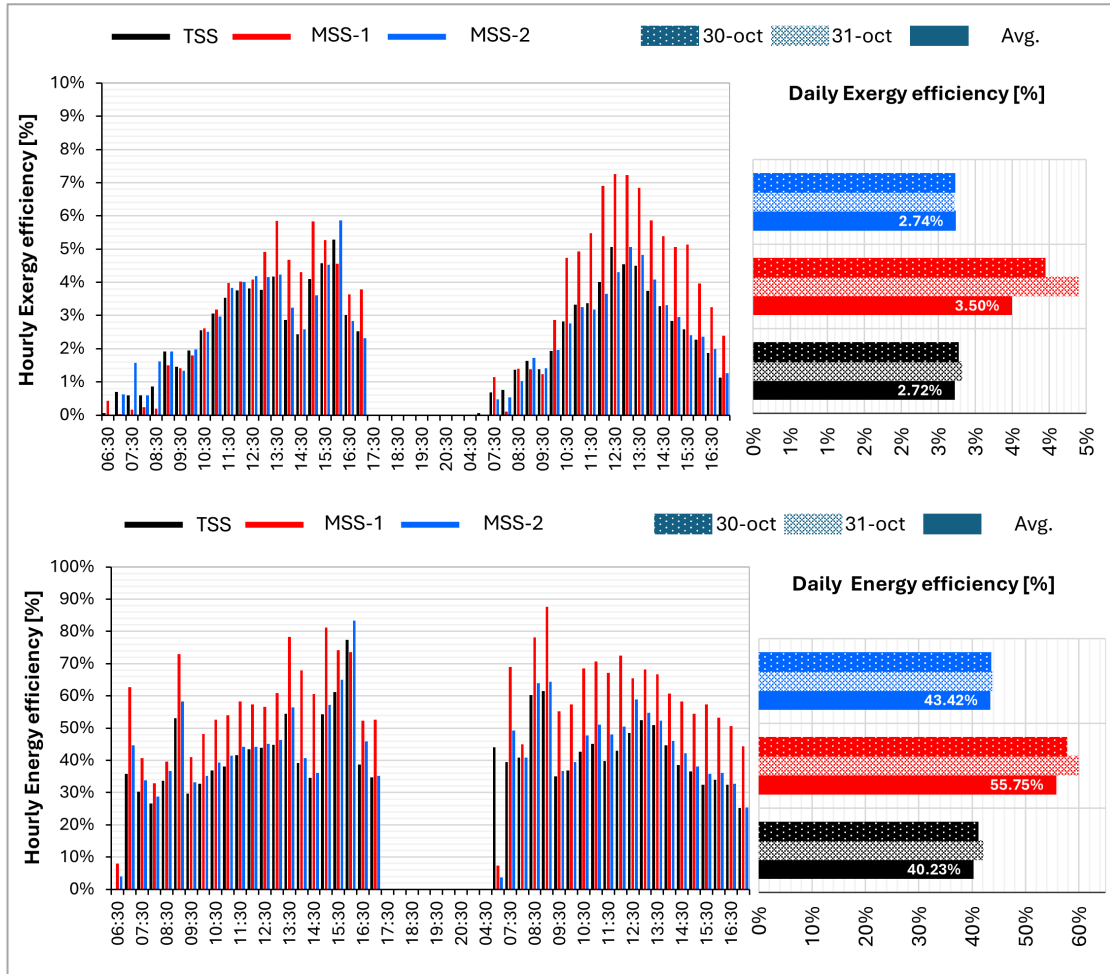 TSS MSS-1 MSS-2 30-oct 31-oct Avg.
Daily Exergy efficiency [%]
Hourly Exergy efficiency [%]
10%
9%
8%
7%
6%
5%
4%
3%
2%
1%
0%
2.74%
3.50%
2.72%
06:30 07:30 08:30 09:30 10:30 11:30 12:30 13:30 14:30 15:30 16:30 17:30 18:30 19:30 20:30 04:30 07:30 08:30 09:30 10:30 11:30 12:30 13:30 14:30 15:30 16:30
0% 1% 1% 2% 2% 3% 3% 4% 4% 5%
TSS MSS-1 MSS-2 30-oct 31-oct Avg.
Daily Energy efficiency [%]
Hourly Energy efficiency [%]
100%
90%
80%
70%
60%
50%
40%
30%
20%
10%
0%
43.42%
55.75%
40.23%
06:30 07:30 08:30 09:30 10:30 11:30 12:30 13:30 14:30 15:30 16:30 17:30 18:30 19:30 20:30 04:30 07:30 08:30 09:30 10:30 11:30 12:30 13:30 14:30 15:30 16:30
0% 10% 20% 30% 40% 50% 60%